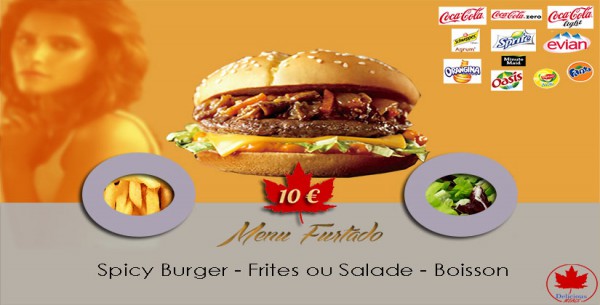 Coca-Cola Coca-Cola zero Coca-Cola light
Schweppes Agrum' Sprite evian
ORANGINA Minute Maid Oasis Fanta
10 €
Menu Furtado
Spicy Burger - Frites ou Salade - Boisson
Delicious